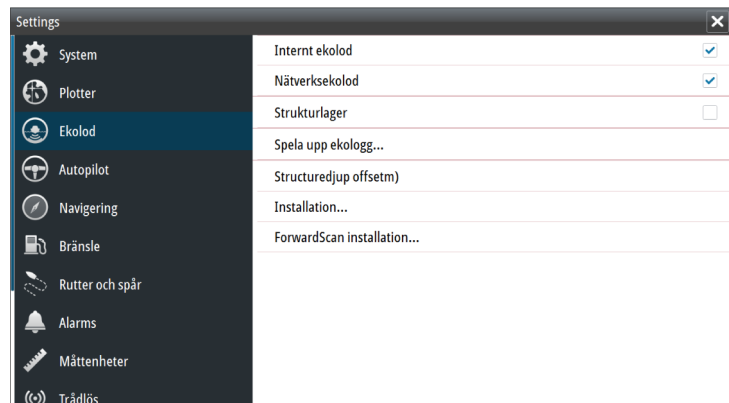 Settings
System
Plotter
Ekolod
Autopilot
Navigering
Bränsle
Rutter och spår
Alarms
Måttenheter
Trådlös
Internt ekolod
Nätverksekolod
Strukturlager
Spela upp ekologg...
Structuredjup offsetm)
Installation...
ForwardScan installation...